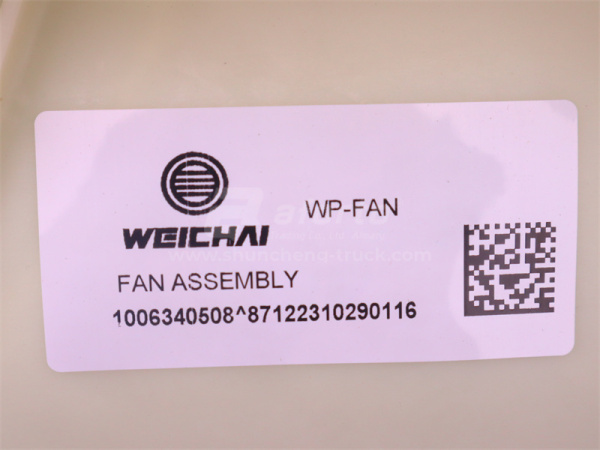 WP-FAN
WEICHAI
www.shuncheng-truck.com
FAN ASSEMBLY
1006340508^87122310290116